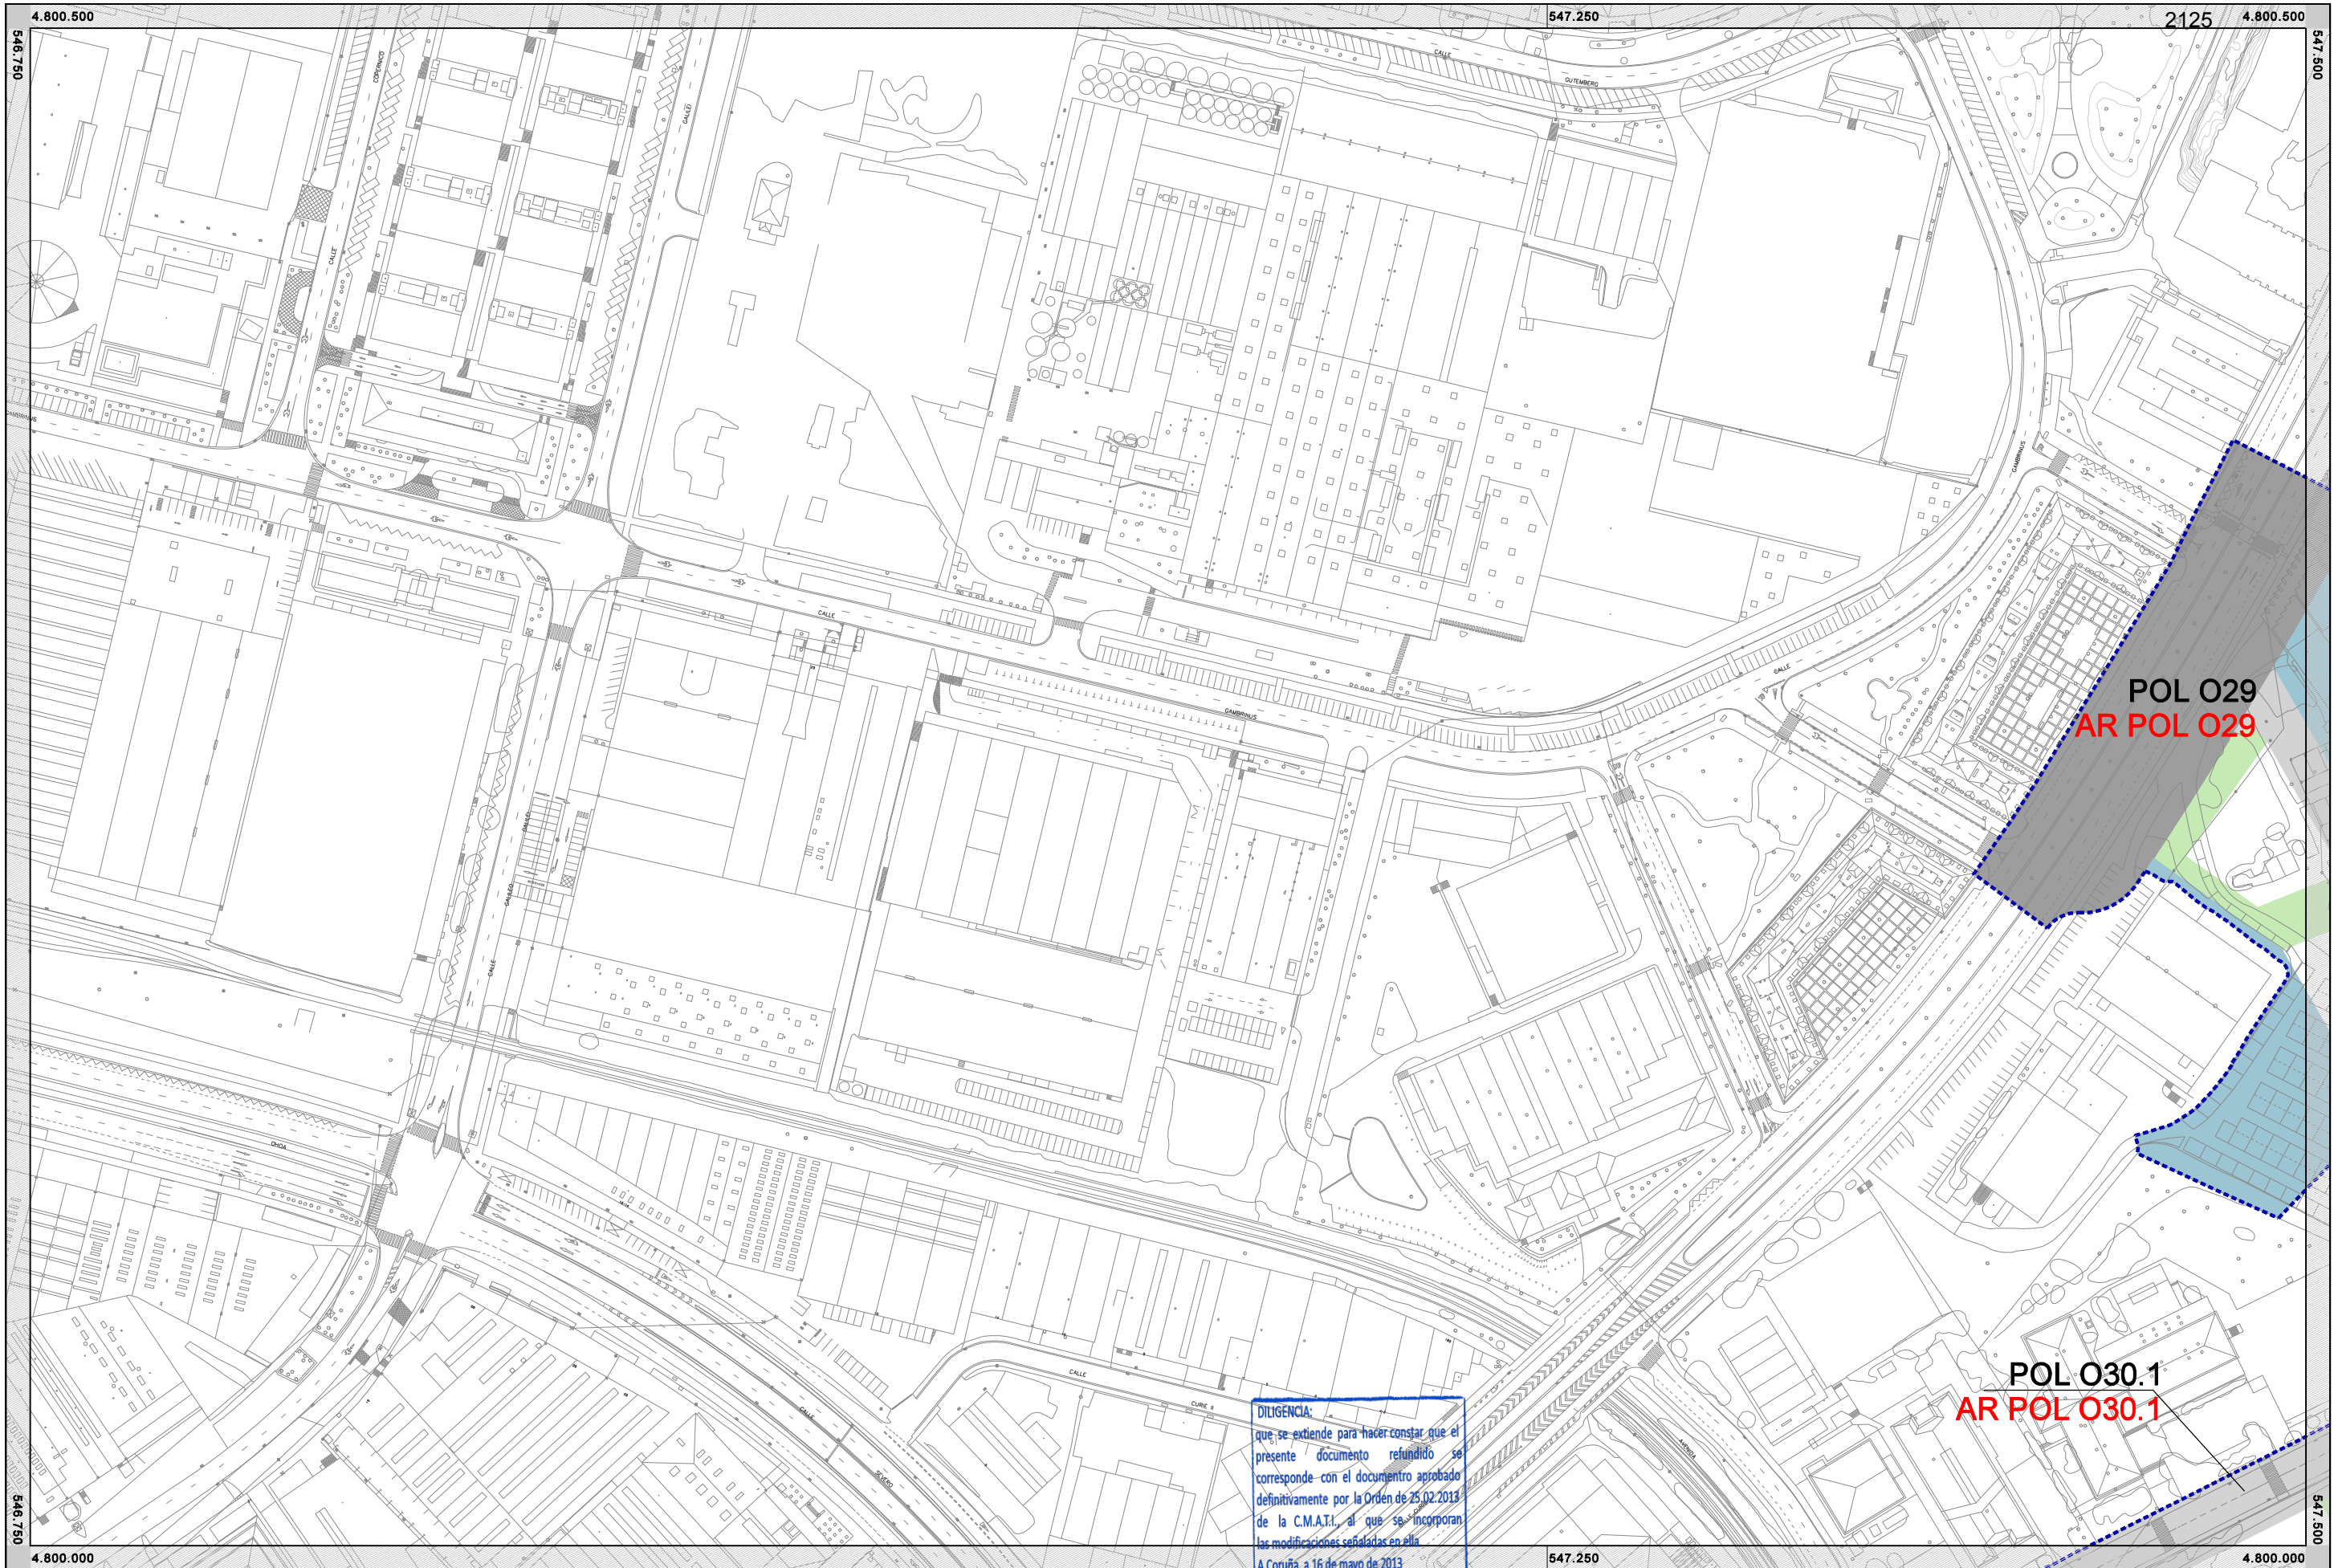 4.800.500
547.250
2125
4.800.500
546.750
547.500
CALLE
GUTEMBERG
COPERNICO
CALLE
GALILEI
GAMBRINUS
GAMBRINUS
CALLE
GAMBRINUS
CALLE
POL O29
AR POL O29
GALILEO
GALILEO
CALLE
CALLE
SEVERO
CALLE
CURIE
AVENIDA
POL O30.1
AR POL O30.1
DILIGENCIA:
que se extiende para hacer constar que el
presente documento refundido se
corresponde con el documentro aprobado
definitivamente por la Orden de 25.02.2013
de la C.M.A.T.I., al que se incorporan
las modificaciones señaladas en ella.
A Coruña, a 16 de mayo de 2013
546.750
547.500
4.800.000
547.250
4.800.000